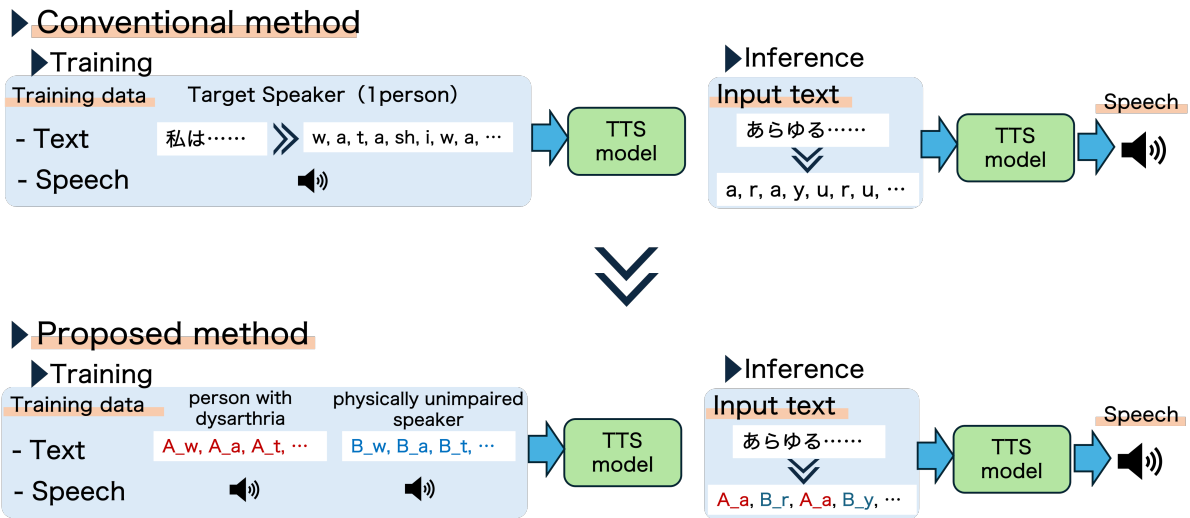 Conventional method
Training
Training data
Target Speaker（1person）
- Text
私は……
w, a, t, a, sh, i, w, a, …
- Speech
TTS
model
Inference
Input text
あらゆる……
a, r, a, y, u, r, u, …
TTS
model
Speech
Proposed method
Training
Training data
person with
dysarthria
physically unimpaired
speaker
- Text
A_w, A_a, A_t, …
B_w, B_a, B_t, …
- Speech
TTS
model
Inference
Input text
あらゆる……
A_a, B_r, A_a, B_y, …
TTS
model
Speech